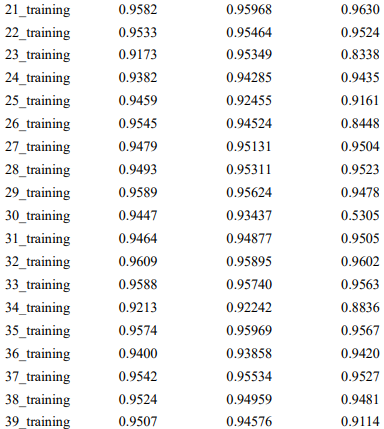 21_training 0.9582 0.95968 0.9630
22_training 0.9533 0.95464 0.9524
23_training 0.9173 0.95349 0.8338
24_training 0.9382 0.94285 0.9435
25_training 0.9459 0.92455 0.9161
26_training 0.9545 0.94524 0.8448
27_training 0.9479 0.95131 0.9504
28_training 0.9493 0.95311 0.9523
29_training 0.9589 0.95624 0.9478
30_training 0.9447 0.93437 0.5305
31_training 0.9464 0.94877 0.9505
32_training 0.9609 0.95895 0.9602
33_training 0.9588 0.95740 0.9563
34_training 0.9213 0.92242 0.8836
35_training 0.9574 0.95969 0.9567
36_training 0.9400 0.93858 0.9420
37_training 0.9542 0.95534 0.9527
38_training 0.9524 0.94959 0.9481
39_training 0.9507 0.94576 0.9114